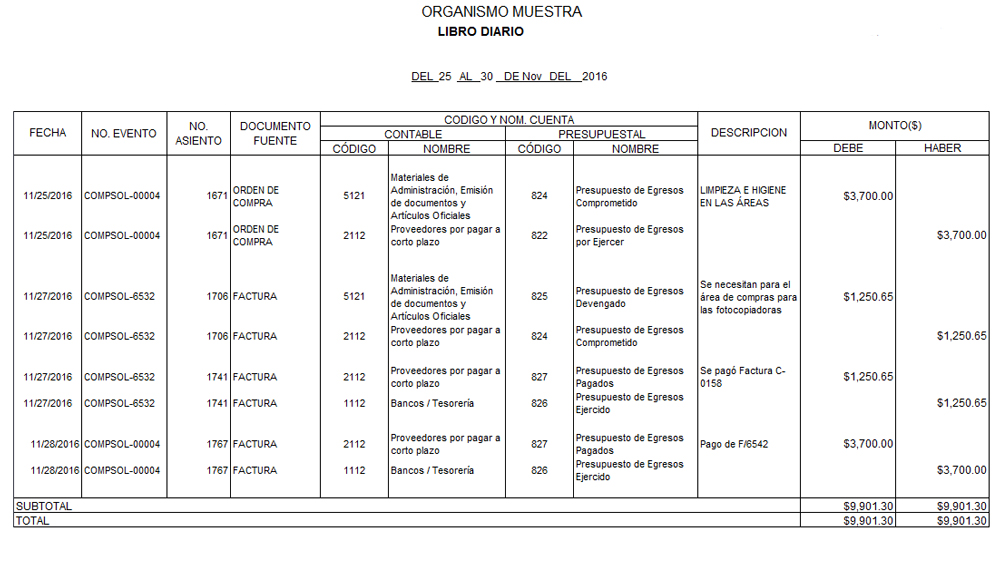 ORGANISMO MUESTRA
LIBRO DIARIO
DEL 25 AL 30 DE Nov DEL 2016
FECHA NO. EVENTO NO. ASIENTO DOCUMENTO FUENTE CODIGO Y NOM. CUENTA DESCRIPCION MONTO($)
CONTABLE PRESUPUESTAL
CÓDIGO NOMBRE CÓDIGO NOMBRE DEBE HABER
11/25/2016 COMPSOL-00004 1671 ORDEN DE COMPRA 5121 Materiales de Administración, Emisión de documentos y Artículos Oficiales 824 Presupuesto de Egresos Comprometido LIMPIEZA E HIGIENE EN LAS ÁREAS $3,700.00
11/25/2016 COMPSOL-00004 1671 ORDEN DE COMPRA 2112 Proveedores por pagar a corto plazo 822 Presupuesto de Egresos por Ejercer $3,700.00
11/27/2016 COMPSOL-6532 1706 FACTURA 5121 Materiales de Administración, Emisión de documentos y Artículos Oficiales 825 Presupuesto de Egresos Devengado Se necesitan para el área de compras para las fotocopiadoras $1,250.65
11/27/2016 COMPSOL-6532 1706 FACTURA 2112 Proveedores por pagar a corto plazo 824 Presupuesto de Egresos Comprometido $1,250.65
11/27/2016 COMPSOL-6532 1741 FACTURA 2112 Proveedores por pagar a corto plazo 827 Presupuesto de Egresos Pagados Se pagó Factura C-0158 $1,250.65
11/27/2016 COMPSOL-6532 1741 FACTURA 1112 Bancos / Tesorería 826 Presupuesto de Egresos Ejercido $1,250.65
11/28/2016 COMPSOL-00004 1767 FACTURA 2112 Proveedores por pagar a corto plazo 827 Presupuesto de Egresos Pagados Pago de F/6542 $3,700.00
11/28/2016 COMPSOL-00004 1767 FACTURA 1112 Bancos / Tesorería 826 Presupuesto de Egresos Ejercido $3,700.00
SUBTOTAL $9,901.30 $9,901.30
TOTAL $9,901.30 $9,901.30